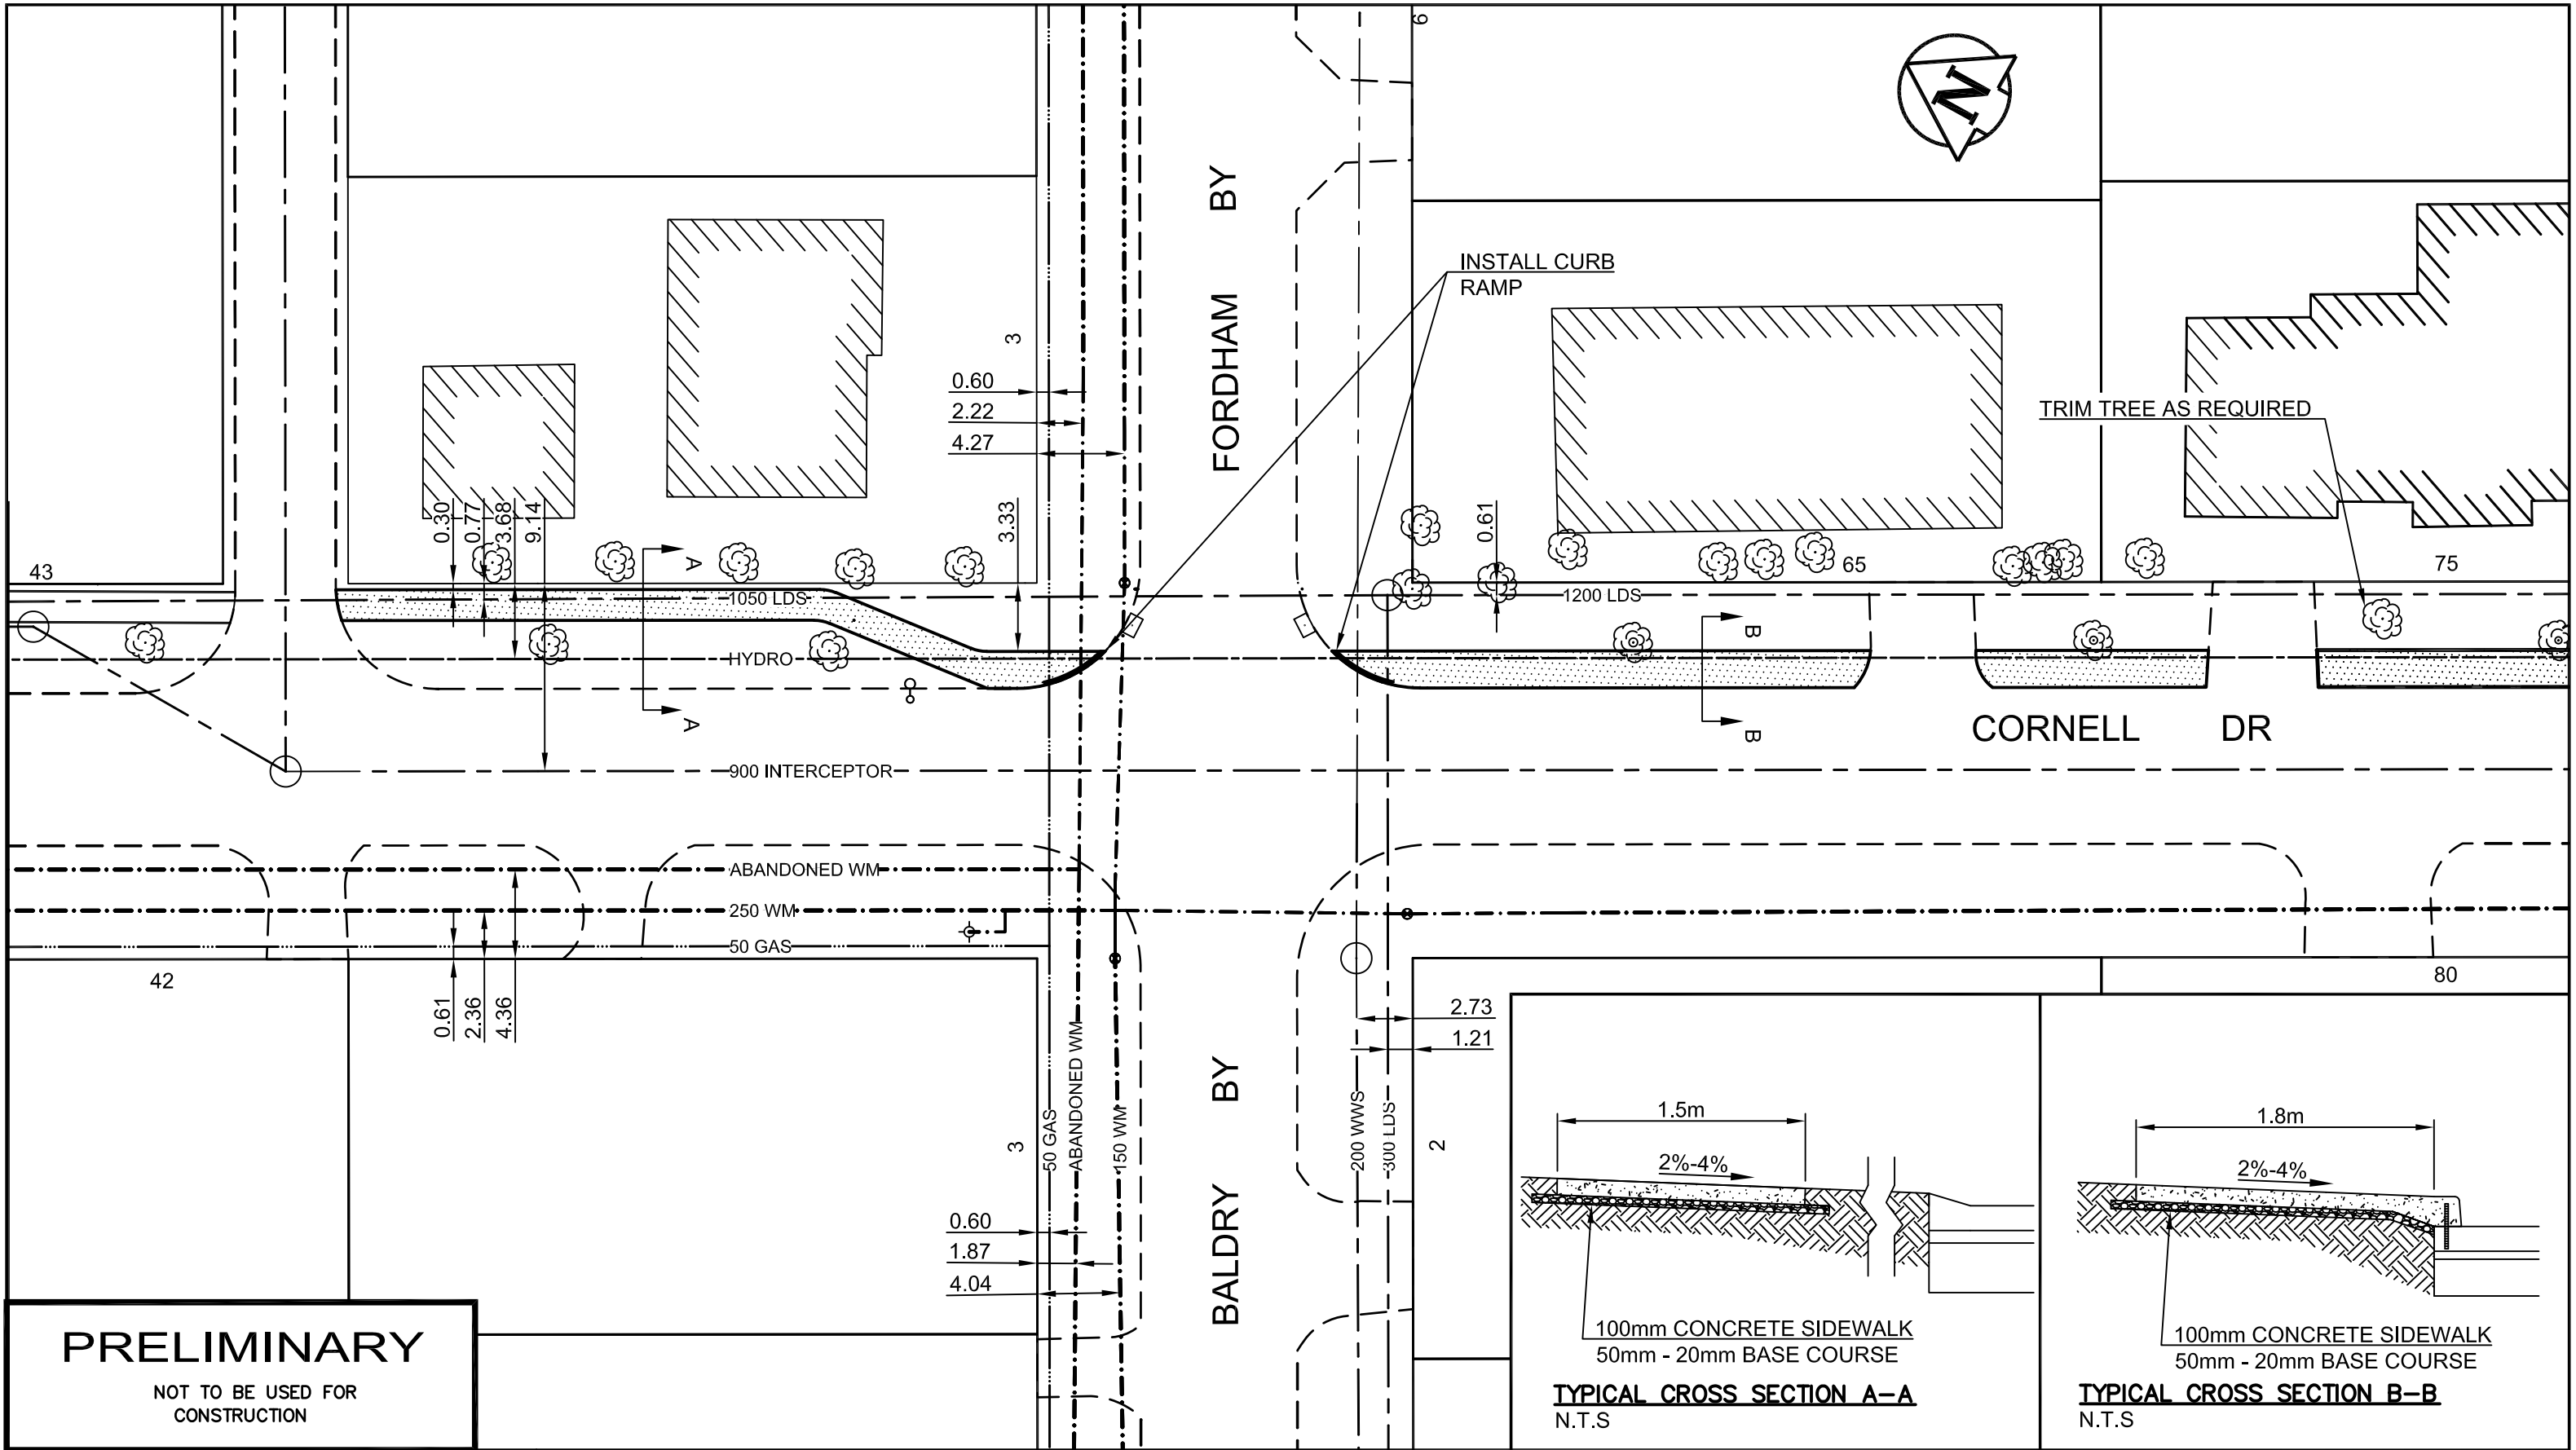 6
N
FORDHAM BY
INSTALL CURB
RAMP
TRIM TREE AS REQUIRED
3
0.60
2.22
4.27
0.30
0.77
3.68
9.14
3.33
0.61
A
A
B
B
43
65
75
1050 LDS
1200 LDS
HYDRO
CORNELL DR
900 INTERCEPTOR
ABANDONED WM
250 WM
50 GAS
42
80
0.61
2.36
4.36
2.73
1.21
50 GAS
ABANDONED WM
150 WM
BALDRY BY
200 WWS
300 LDS
3
2
0.60
1.87
4.04
1.5m
2%-4%
100mm CONCRETE SIDEWALK
50mm - 20mm BASE COURSE
TYPICAL CROSS SECTION A-A
N.T.S
1.8m
2%-4%
100mm CONCRETE SIDEWALK
50mm - 20mm BASE COURSE
TYPICAL CROSS SECTION B-B
N.T.S
PRELIMINARY
NOT TO BE USED FOR
CONSTRUCTION